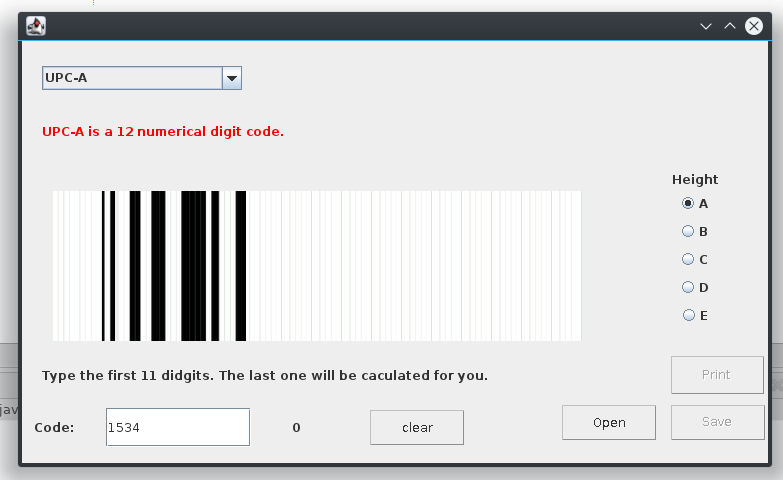 UPC-A
UPC-A is a 12 numerical digit code.
Height
A
B
C
D
E
Type the first 11 didgits. The last one will be caculated for you.
Print
jav
Code:
1534
0
clear
Open
Save